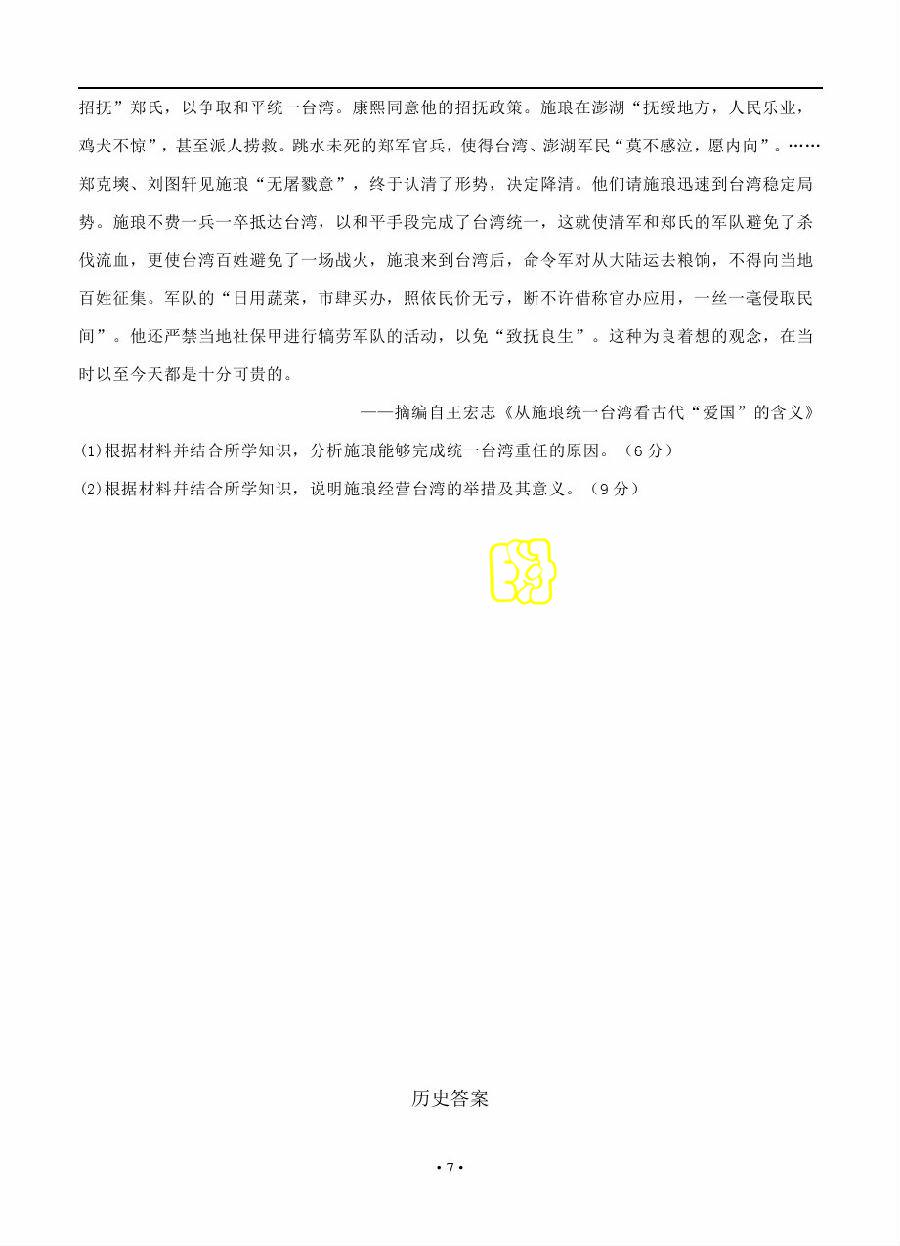 招抚”郑氏，以争取和平统一台湾。康熙同意他的招抚政策。施琅在澎湖“抚绥地方，人民乐业，
鸡犬不惊”，甚至派人捞救。跳水未死的郑军官兵，使得台湾、澎湖军民“莫不感泣，愿内向”。……
郑克塽、刘图轩见施琅“无屠戮意”，终于认清了形势，决定降清。他们请施琅迅速到台湾稳定局
势。施琅不费一兵一卒抵达台湾，以和平手段完成了台湾统一，这就使清军和郑氏的军队避免了杀
伐流血，更使台湾百姓避免了一场战火，施琅来到台湾后，命令军对从大陆运去粮饷，不得向当地
百姓征集。军队的“日用蔬菜，市肆买办，照依民价无亏，断不许借称官办应用，一丝一毫侵取民
间”。他还严禁当地社保甲进行犒劳军队的活动，以免“致抚良生”。这种为良着想的观念，在当
时以至今天都是十分可贵的。
——摘编自王宏志《从施琅统一台湾看古代“爱国”的含义》
(1)根据材料并结合所学知识，分析施琅能够完成统一台湾重任的原因。（6 分）
(2)根据材料并结合所学知识，说明施琅经营台湾的举措及其意义。（9 分）
历史答案
• 7 •